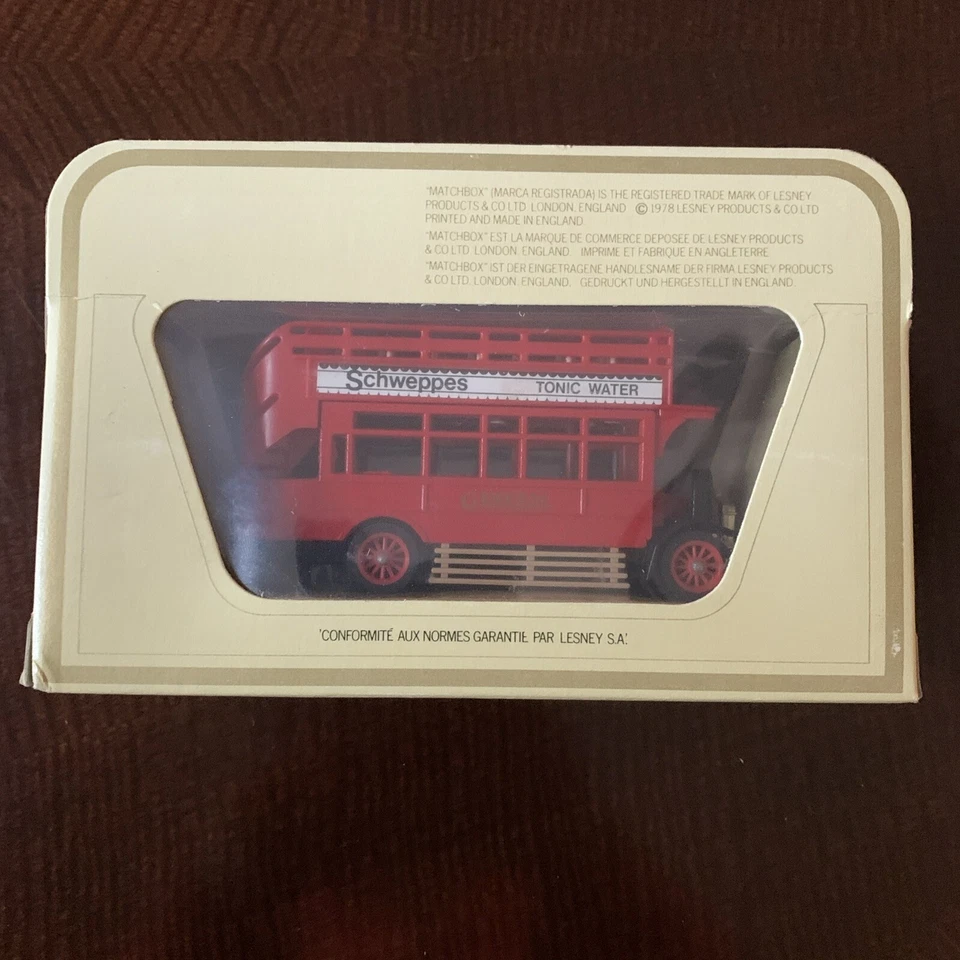 "MATCHBOX" (MARCA REGISTRADA) IS THE REGISTERED TRADE MARK OF LESNEY
PRODUCTS & CO LTD. LONDON, ENGLAND © 1978 LESNEY PRODUCTS & CO LTD
PRINTED AND MADE IN ENGLAND
"MATCHBOX" EST LA MARQUE DE COMMERCE DEPOSEE DE LESNEY PRODUCTS
& CO LTD. LONDON. ENGLAND. IMPRIME ET FABRIQUE EN ANGLETERRE
"MATCHBOX" IST DER EINGETRAGENE HANDLESNAME DER FIRMA LESNEY PRODUCTS
& CO LTD. LONDON. ENGLAND. GEDRUCKT UND HERGESTELLT IN ENGLAND.
Schweppes TONIC WATER
'CONFORMITÉ AUX NORMES GARANTIE PAR LESNEY S.A.'